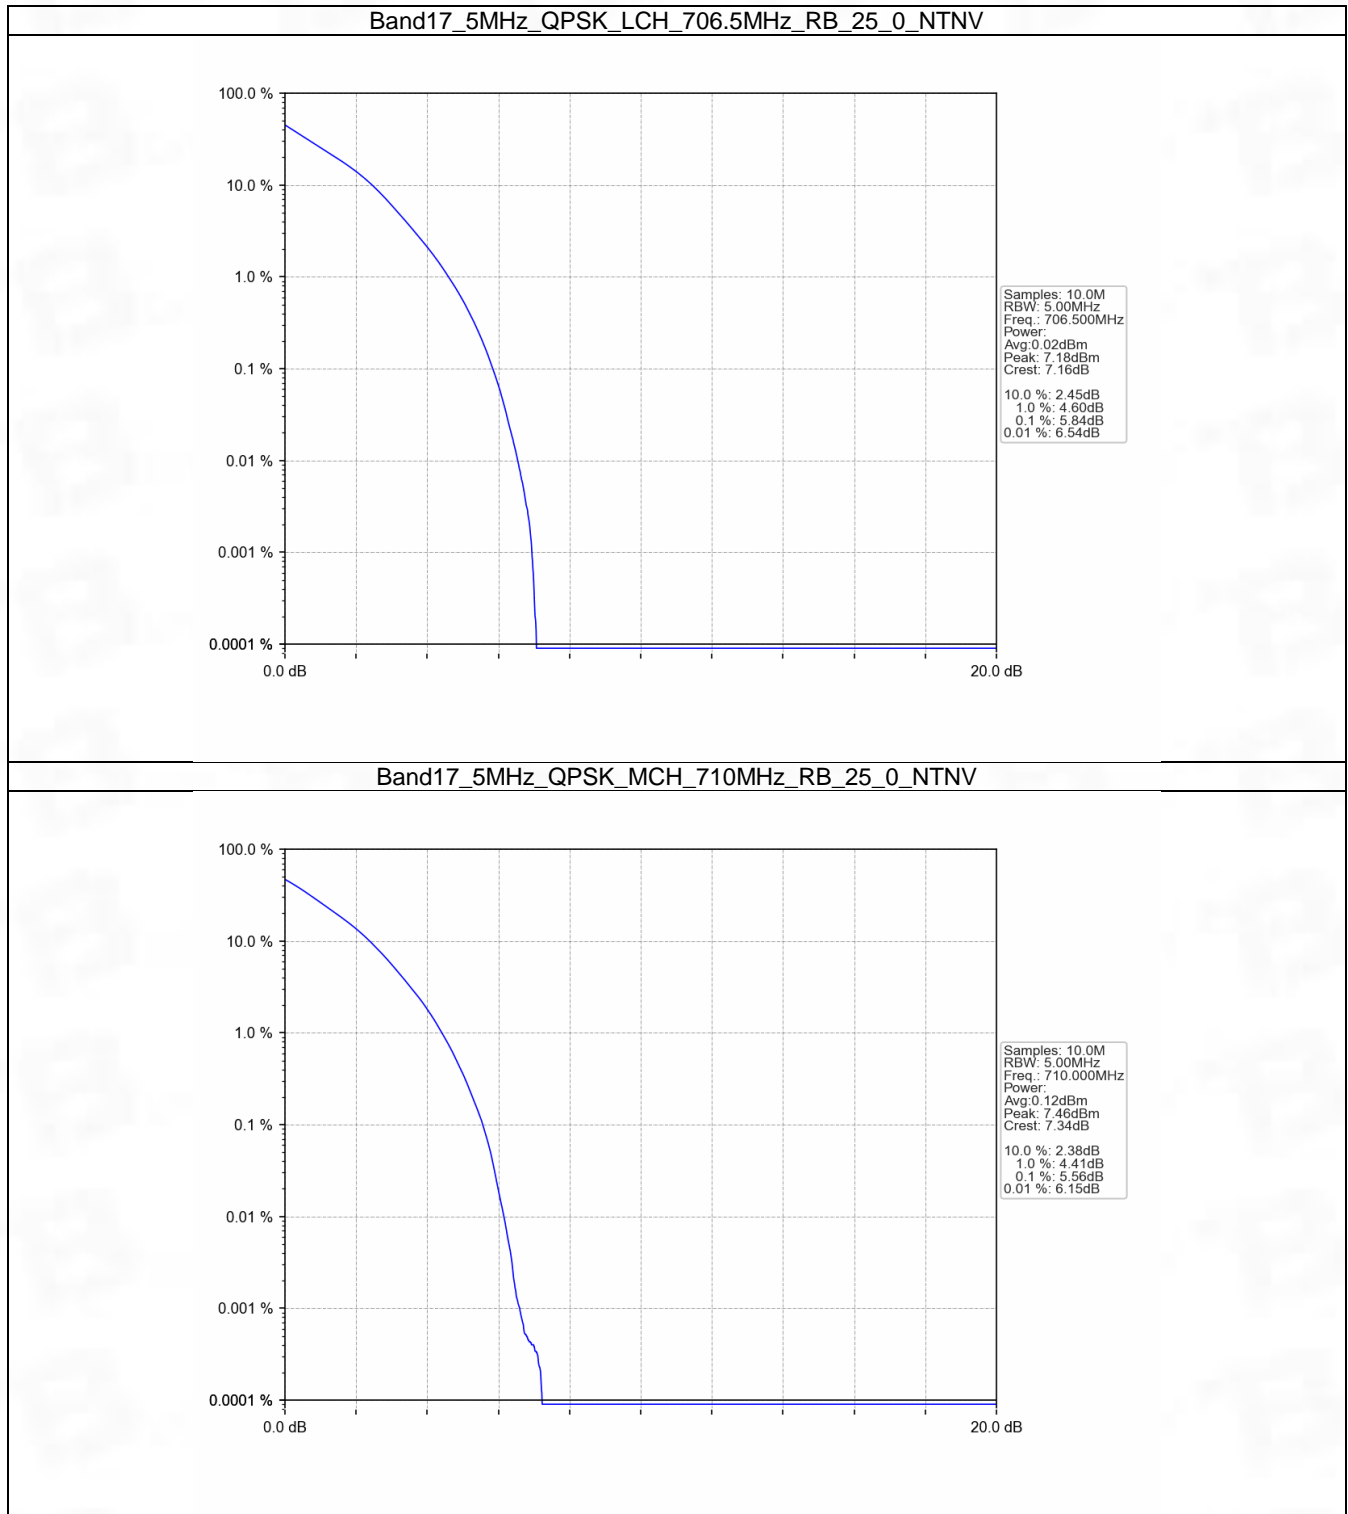 Band17_5MHz_QPSK_LCH_706.5MHz_RB_25_0_NTNV
100.0 %
10.0 %
1.0 %
0.1 %
0.01 %
0.001 %
0.0001 %
0.0 dB
20.0 dB
Samples: 10.0M
RBW: 5.00MHz
Freq.: 706.500MHz
Power:
Avg:0.02dBm
Peak: 7.18dBm
Crest: 7.16dB
10.0 %: 2.45dB
1.0 %: 4.60dB
0.1 %: 5.84dB
0.01 %: 6.54dB
Band17_5MHz_QPSK_MCH_710MHz_RB_25_0_NTNV
100.0 %
10.0 %
1.0 %
0.1 %
0.01 %
0.001 %
0.0001 %
0.0 dB
20.0 dB
Samples: 10.0M
RBW: 5.00MHz
Freq.: 710.000MHz
Power:
Avg:0.12dBm
Peak: 7.46dBm
Crest: 7.34dB
10.0 %: 2.38dB
1.0 %: 4.41dB
0.1 %: 5.56dB
0.01 %: 6.15dB